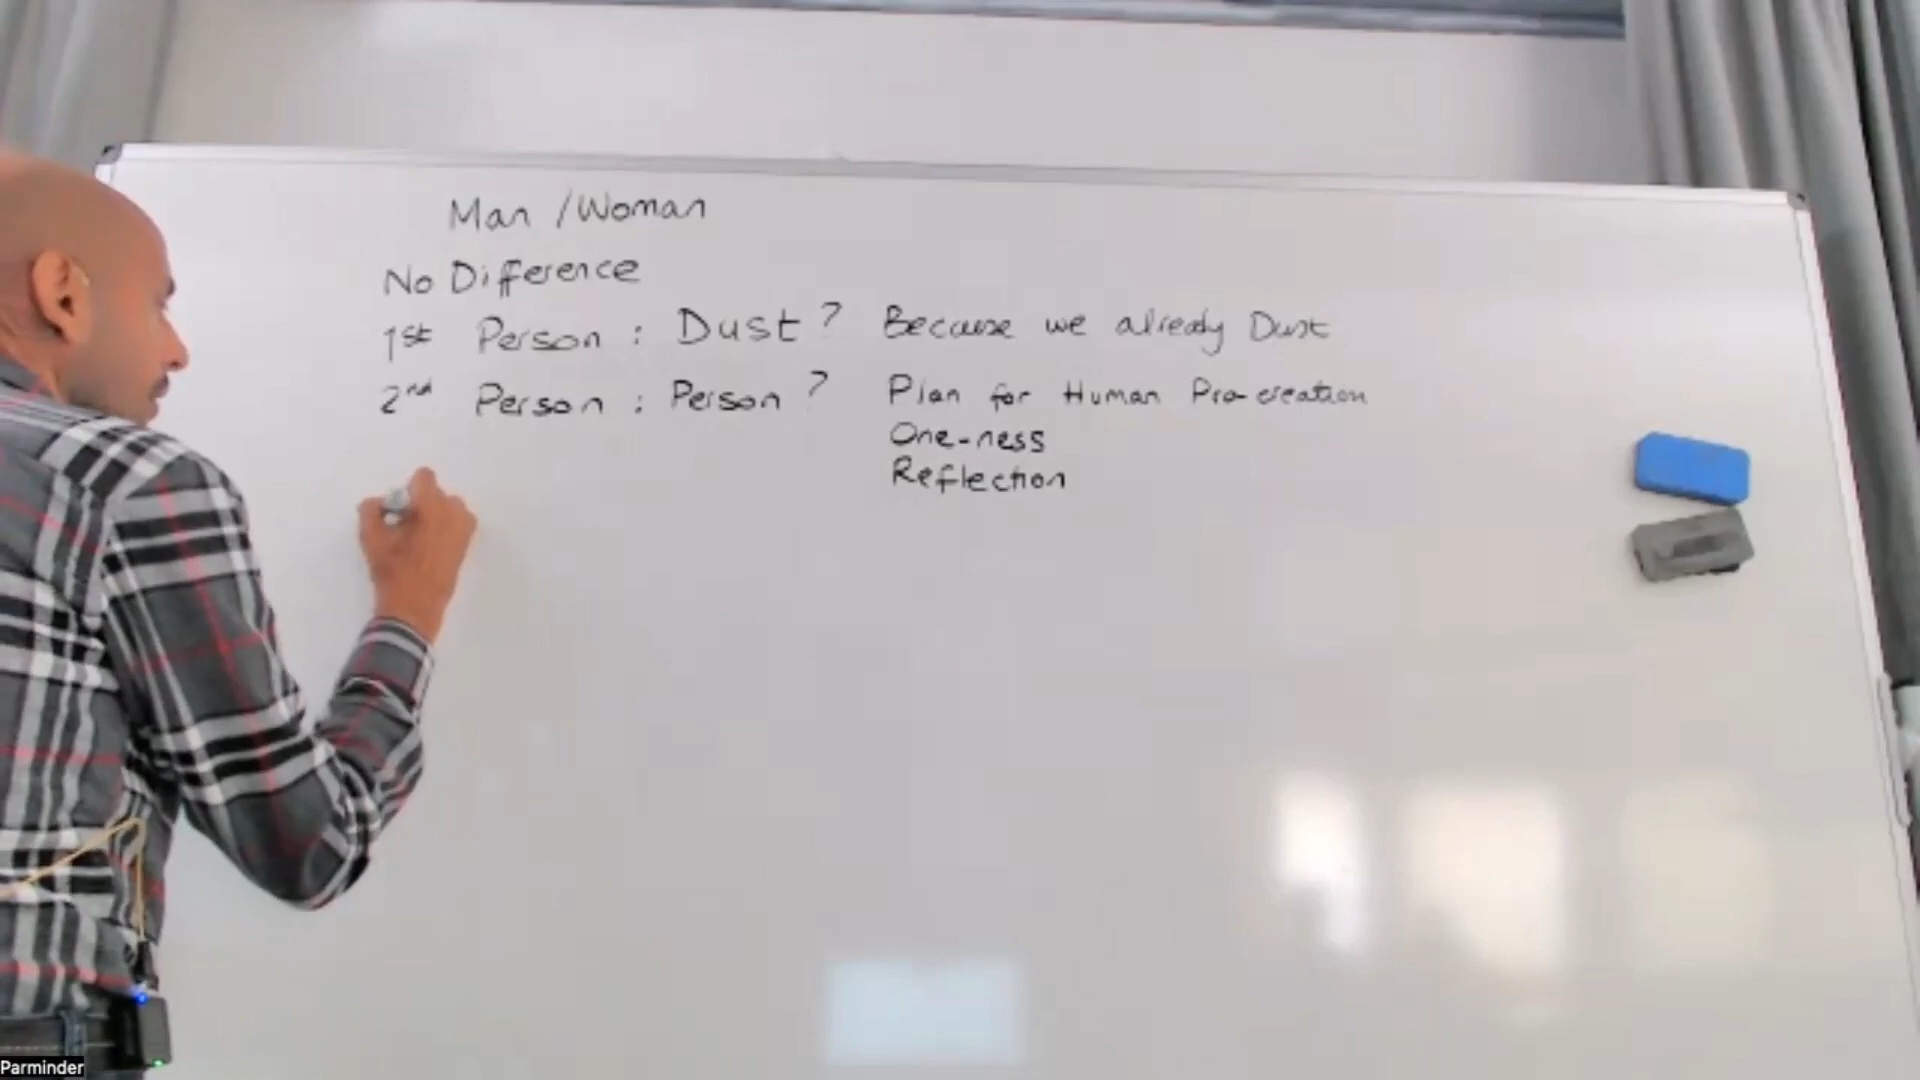 Man / Woman
No Difference
1st Person : Dust ? Because we already Dust
2nd Person : Person ? Plan for Human Pro-creation
One-ness
Reflection
Parminder